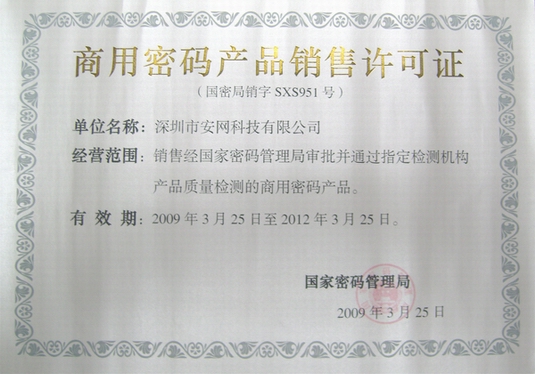 商用密码产品销售许可证
（国密局销字 SXS951 号）
单位名称：深圳市安网科技有限公司
经营范围：销售经国家密码管理局审批并通过指定检测机构
产品质量检测的商用密码产品。
有 效 期：2009 年 3 月 25 日至 2012 年 3 月 25 日。
国家密码管理局
2009 年 3 月 25 日